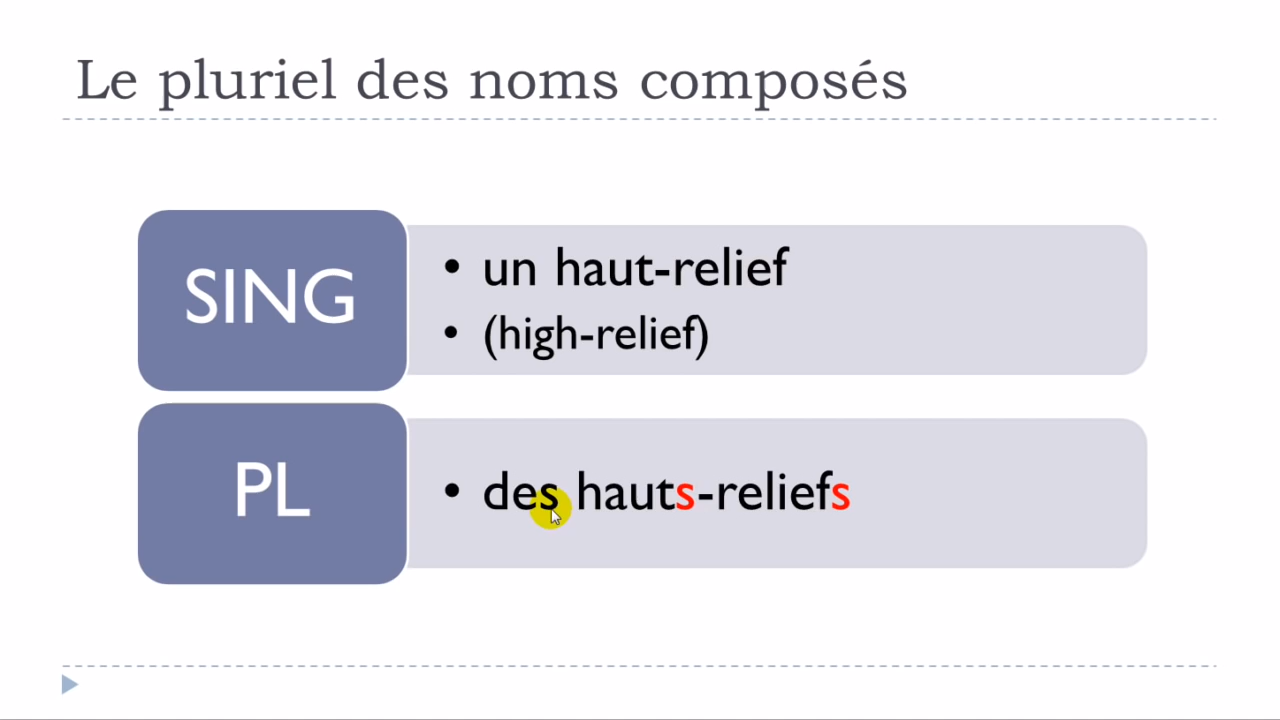 Le pluriel des noms composés
SING
• un haut-relief
• (high-relief)
PL
• des hauts-reliefs